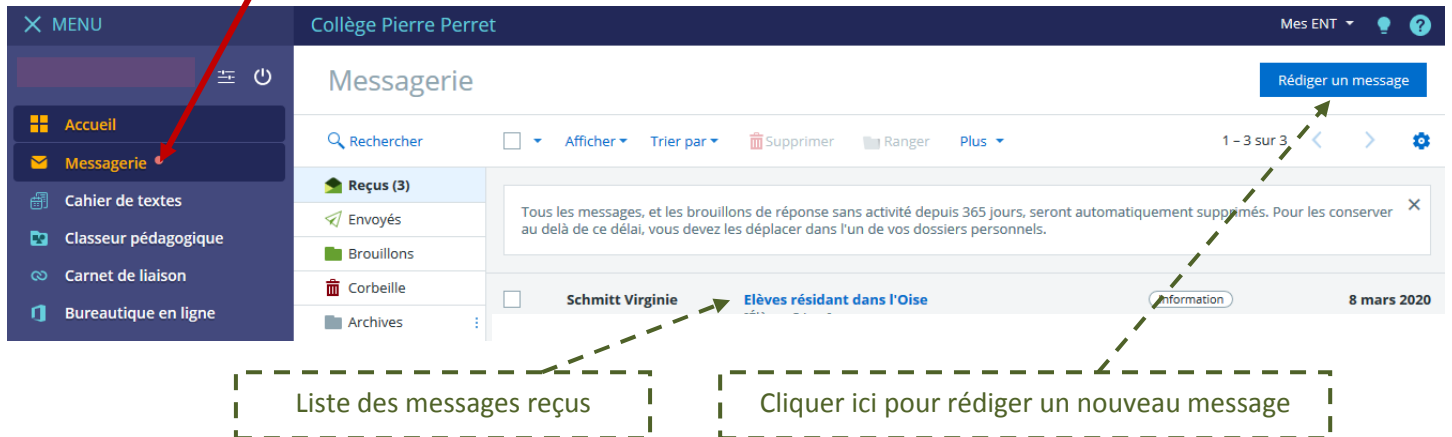 MENU
Collège Pierre Perret
Mes ENT
?
Messagerie
Rédiger un message
Accueil
Messagerie
Cahier de textes
Classeur pédagogique
Carnet de liaison
Bureautique en ligne
Rechercher
Afficher Trier par Supprimer Ranger Plus
1 – 3 sur 3
Reçus (3)
Envoyés
Brouillons
Corbeille
Archives
Tous les messages, et les brouillons de réponse sans activité depuis 365 jours, seront automatiquement supprimés. Pour les conserver
au delà de ce délai, vous devez les déplacer dans l'un de vos dossiers personnels.
Schmitt Virginie Elèves résidant dans l'Oise Information 8 mars 2020
Liste des messages reçus
Cliquer ici pour rédiger un nouveau message